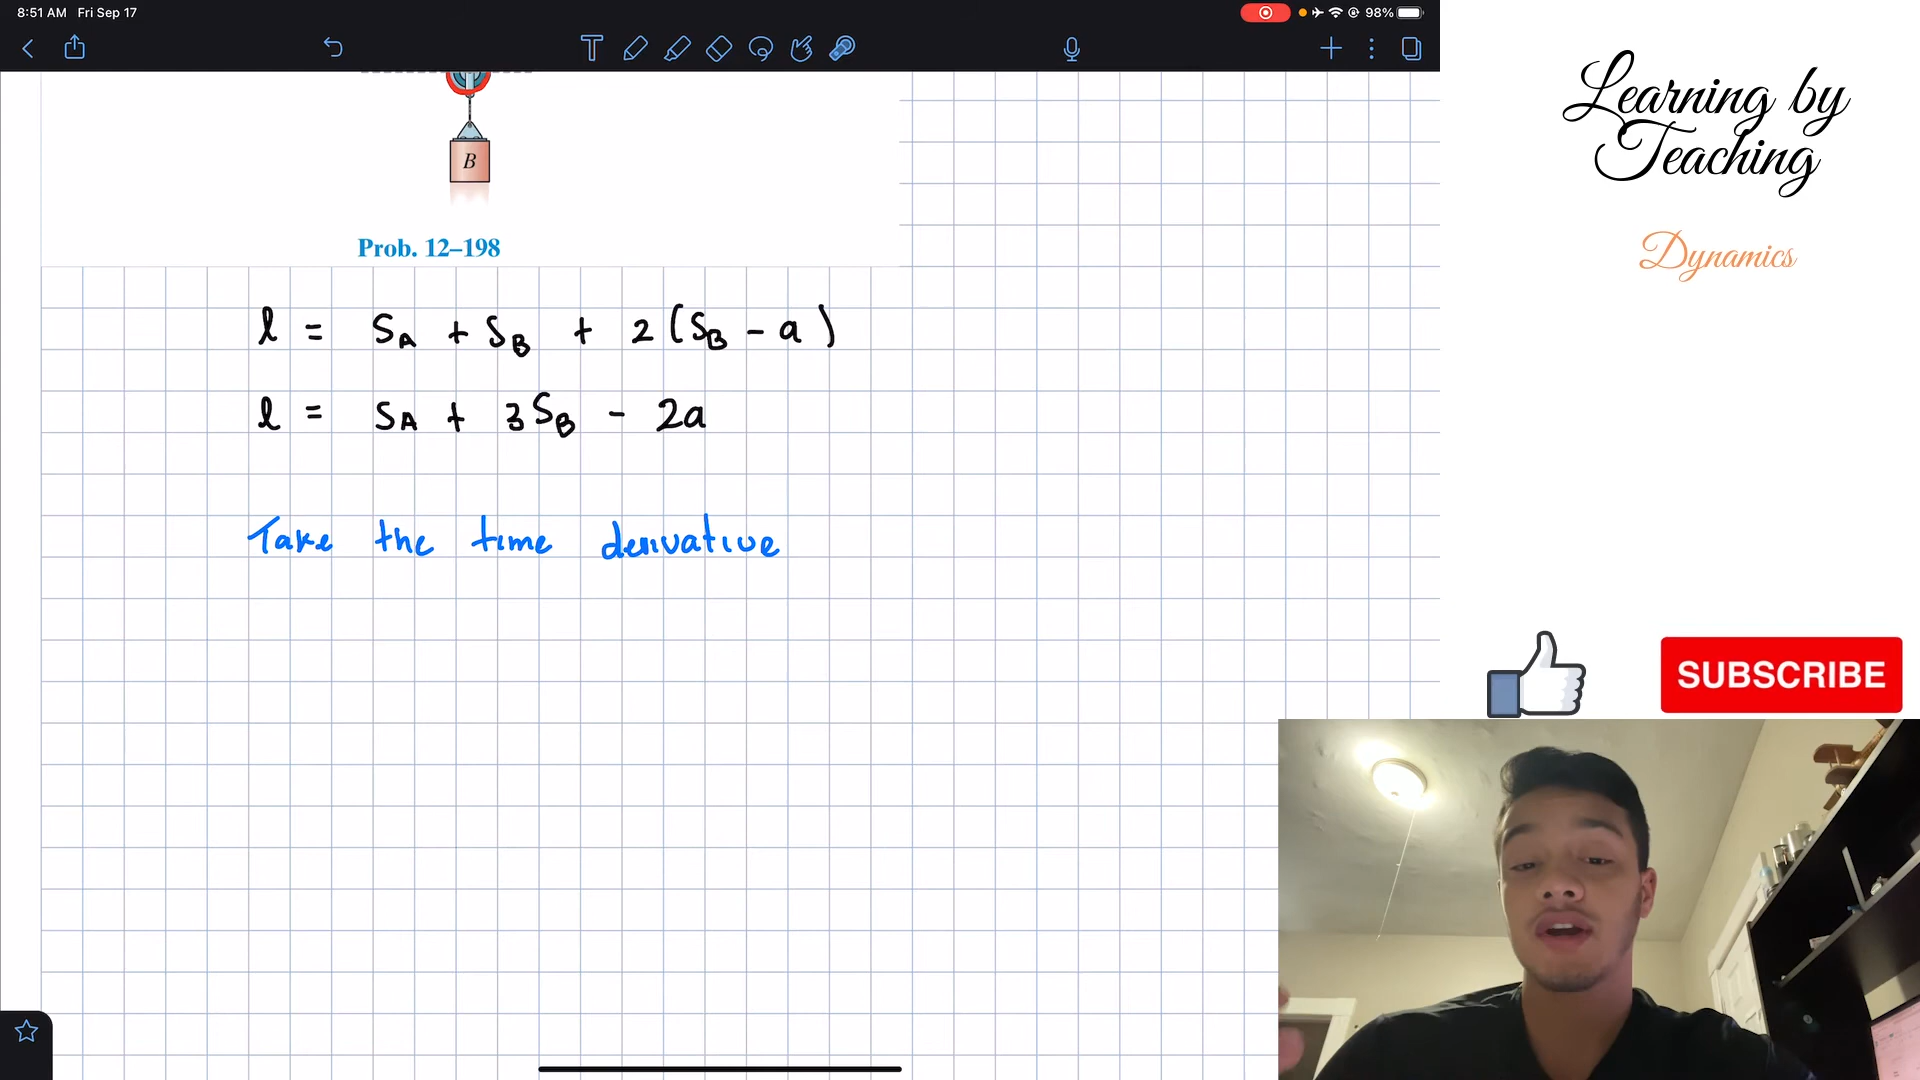 8:51 AM Fri Sep 17
98%
T
B
Prob. 12–198
l = SA + SB + 2 (SB - a)
l = SA + 3SB - 2a
Take the time derivative
Learning by
Teaching
Dynamics
SUBSCRIBE